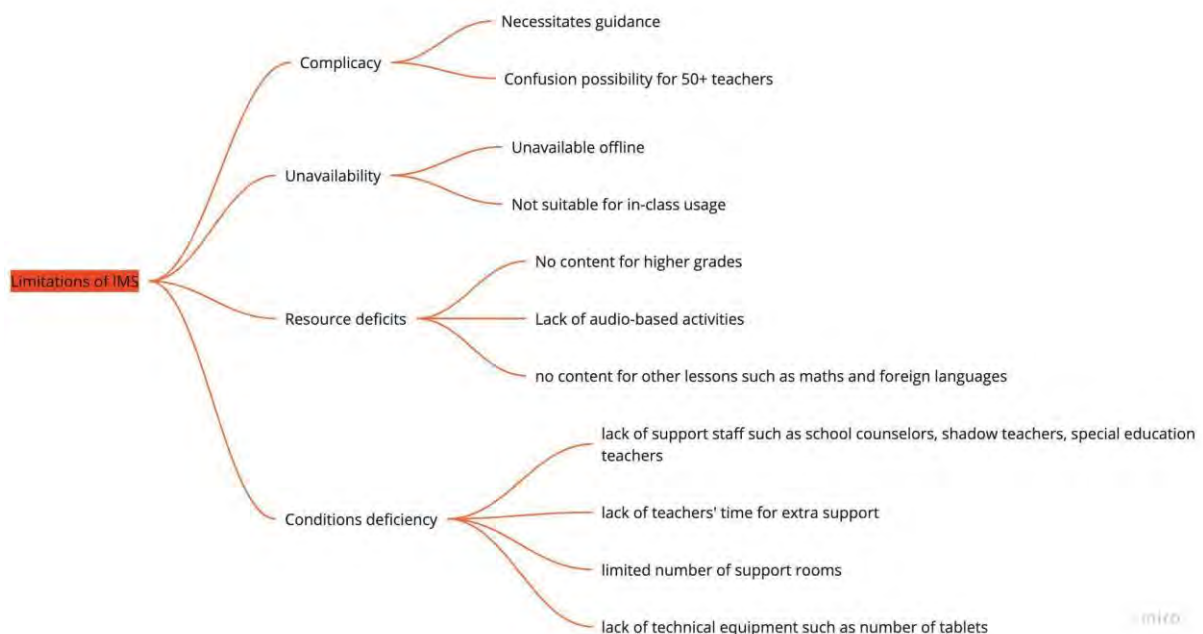 Limitations of IMS
Complicacy
Necessitates guidance
Confusion possibility for 50+ teachers
Unavailability
Unavailable offline
Not suitable for in-class usage
Resource deficits
No content for higher grades
Lack of audio-based activities
no content for other lessons such as maths and foreign languages
Conditions deficiency
lack of support staff such as school counselors, shadow teachers, special education
teachers
lack of teachers' time for extra support
limited number of support rooms
lack of technical equipment such as number of tablets
miro